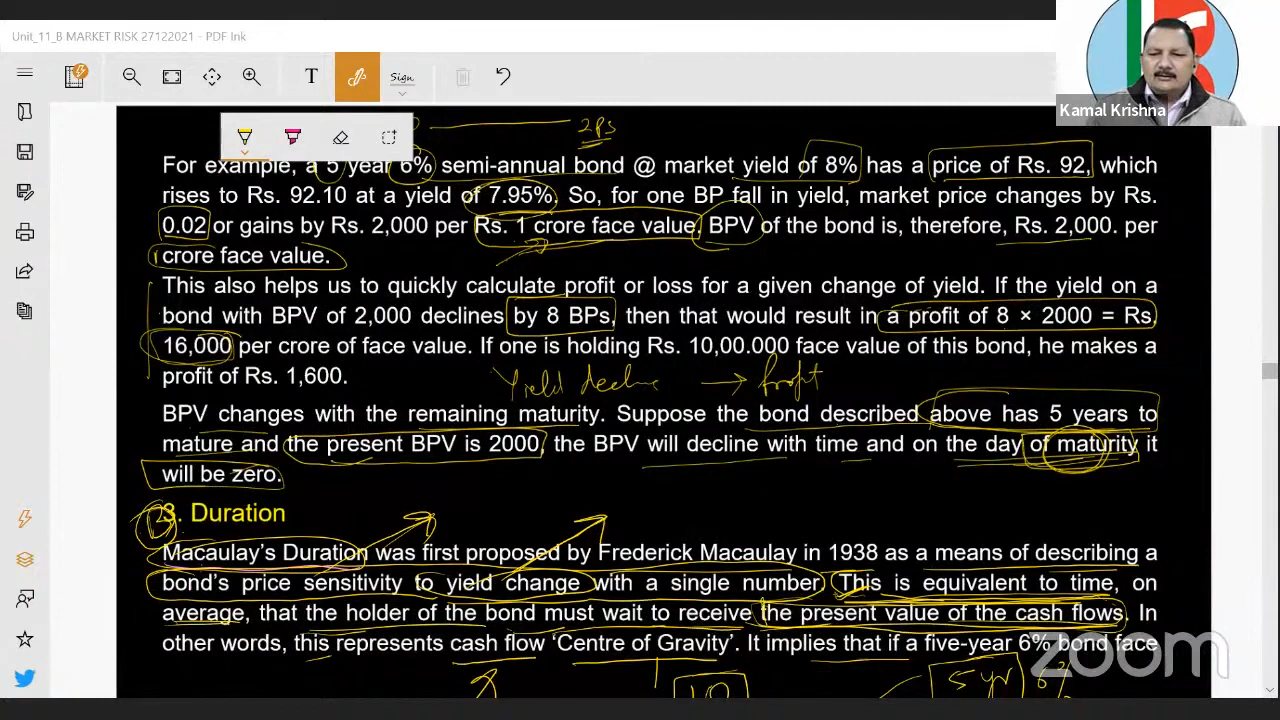 Unit_11_B MARKET RISK 27122021 - PDF Ink
T
Sign
Kamal Krishna
2 Ps
For example, a 5 year 6% semi-annual bond @ market yield of 8% has a price of Rs. 92, which
rises to Rs. 92.10 at a yield of 7.95%. So, for one BP fall in yield, market price changes by Rs.
0.02 or gains by Rs. 2,000 per Rs. 1 crore face value. BPV of the bond is, therefore, Rs. 2,000. per
crore face value.
This also helps us to quickly calculate profit or loss for a given change of yield. If the yield on a
bond with BPV of 2,000 declines by 8 BPs, then that would result in a profit of 8 × 2000 = Rs.
16,000 per crore of face value. If one is holding Rs. 10,00.000 face value of this bond, he makes a
profit of Rs. 1,600.
Yield decline → Profit
BPV changes with the remaining maturity. Suppose the bond described above has 5 years to
mature and the present BPV is 2000, the BPV will decline with time and on the day of maturity it
will be zero.
3. Duration
Macaulay's Duration was first proposed by Frederick Macaulay in 1938 as a means of describing a
bond's price sensitivity to yield change with a single number. This is equivalent to time, on
average, that the holder of the bond must wait to receive the present value of the cash flows. In
other words, this represents cash flow ‘Centre of Gravity’. It implies that if a five-year 6% bond face
zoom
5 yr 6%